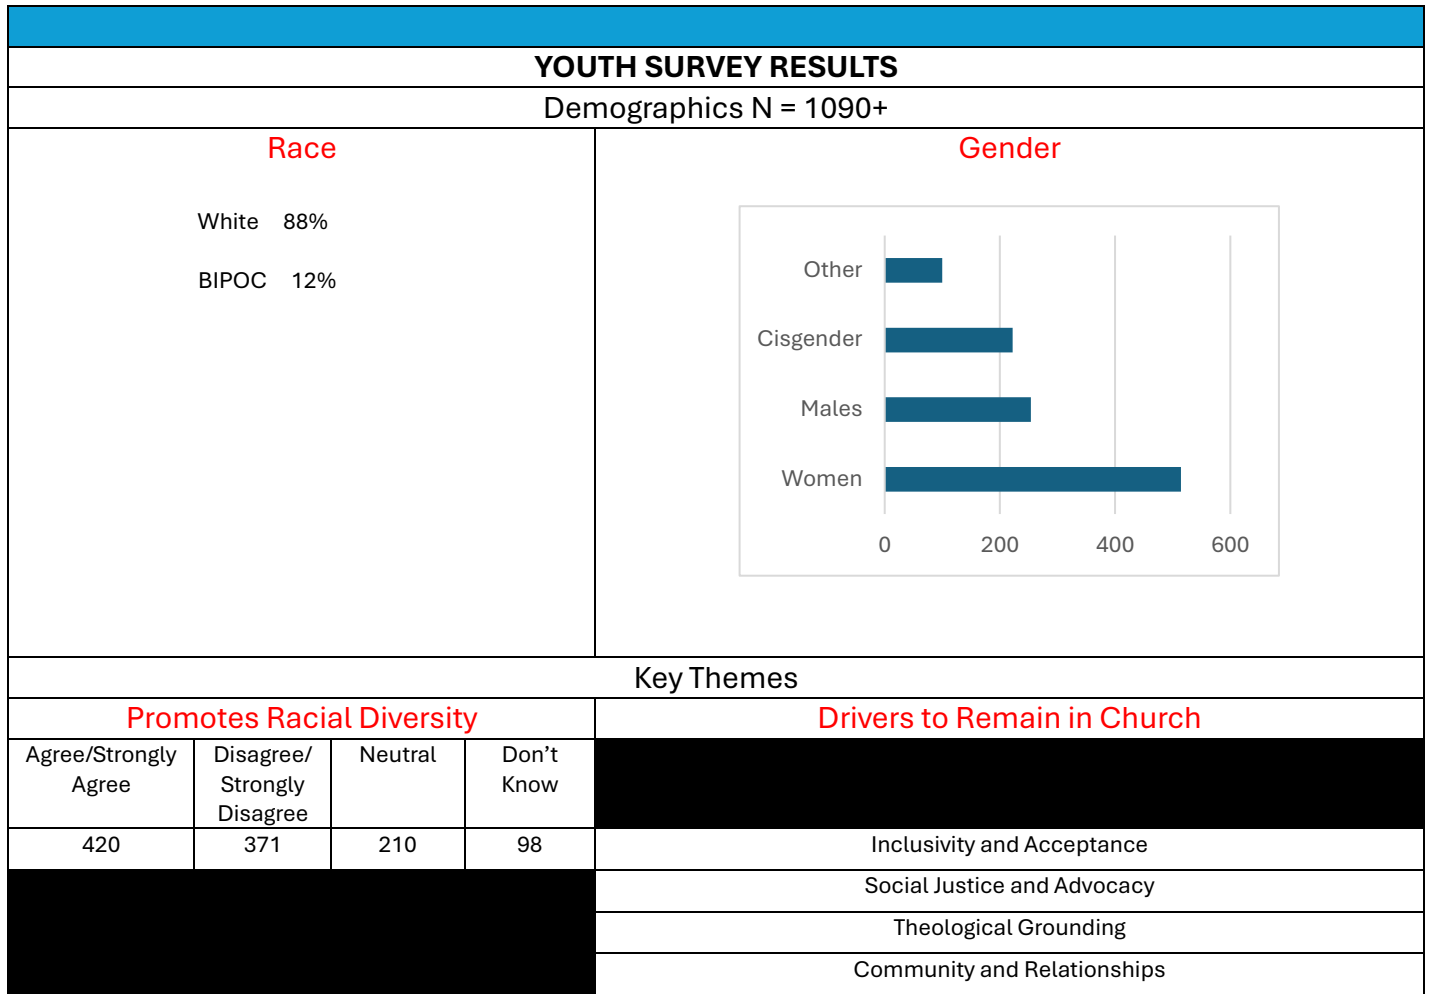 YOUTH SURVEY RESULTS
Demographics N = 1090+
Race
White 88%
BIPOC 12%
Gender
Other
Cisgender
Males
Women
0 200 400 600
Key Themes
Promotes Racial Diversity
Agree/Strongly
Agree
Disagree/
Strongly
Disagree
Neutral
Don’t
Know
420 371 210 98
Drivers to Remain in Church
Inclusivity and Acceptance
Social Justice and Advocacy
Theological Grounding
Community and Relationships